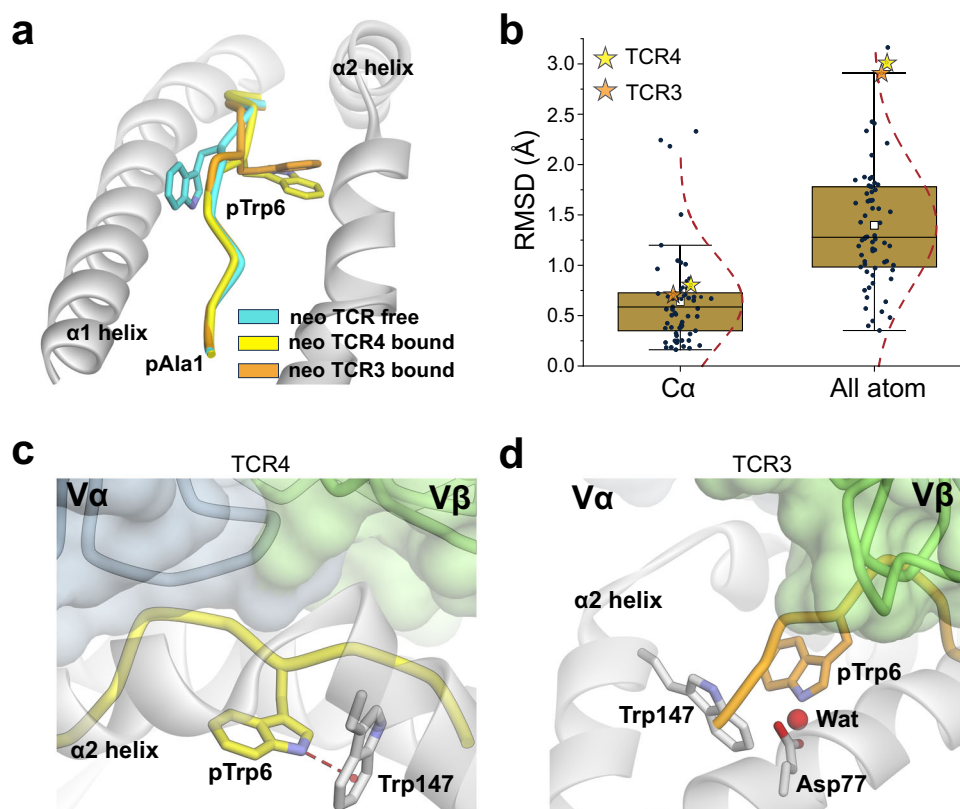 a
α2 helix
pTrp6
α1 helix
pAla1
neo TCR free
neo TCR4 bound
neo TCR3 bound
b
TCR4
TCR3
RMSD (Å)
3.0
2.5
2.0
1.5
1.0
0.5
0.0
Cα
All atom
c
TCR4
Vα
Vβ
α2 helix
pTrp6
Trp147
d
TCR3
Vα
Vβ
α2 helix
pTrp6
Trp147
Wat
Asp77